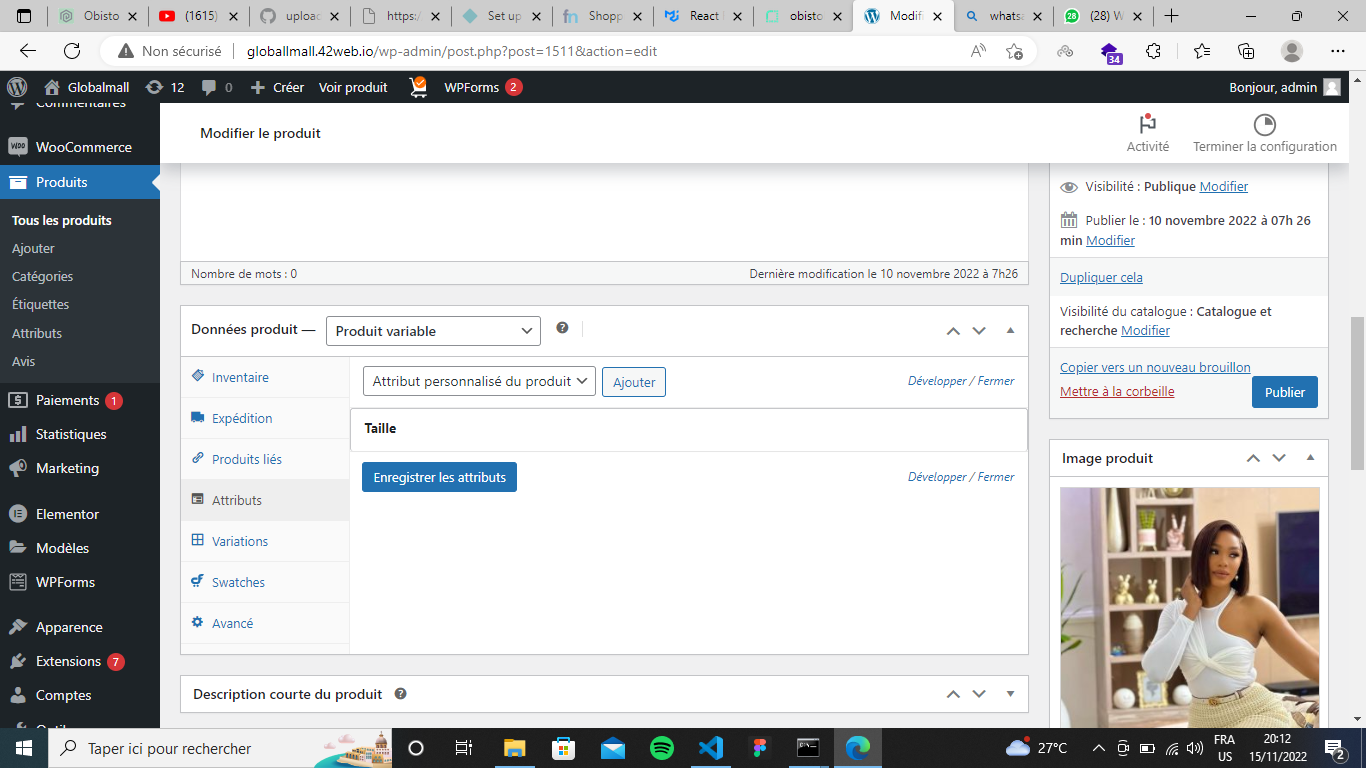 Obisto
(1615)
uploac
https:/
Set up
Shopp
React
obisto
Modif
whatsa
(28) W
Non sécurisé
globallmall.42web.io/wp-admin/post.php?post=1511&action=edit
34
Globalmall
12
0
Créer
Voir produit
WPForms 2
Bonjour, admin
Commentaires
WooCommerce
Produits
Tous les produits
Ajouter
Catégories
Étiquettes
Attributs
Avis
Paiements 1
Statistiques
Marketing
Elementor
Modèles
WPForms
Apparence
Extensions 7
Comptes
Modifier le produit
Activité
Terminer la configuration
Nombre de mots : 0
Dernière modification le 10 novembre 2022 à 7h26
Données produit —
Produit variable
Inventaire
Expédition
Produits liés
Attributs
Variations
Swatches
Avancé
Attribut personnalisé du produit
Ajouter
Développer / Fermer
Taille
Enregistrer les attributs
Développer / Fermer
Description courte du produit
Visibilité : Publique Modifier
Publier le : 10 novembre 2022 à 07h 26
min Modifier
Dupliquer cela
Visibilité du catalogue : Catalogue et
recherche Modifier
Copier vers un nouveau brouillon
Mettre à la corbeille
Publier
Image produit
Taper ici pour rechercher
27°C
FRA
US
20:12
15/11/2022
2